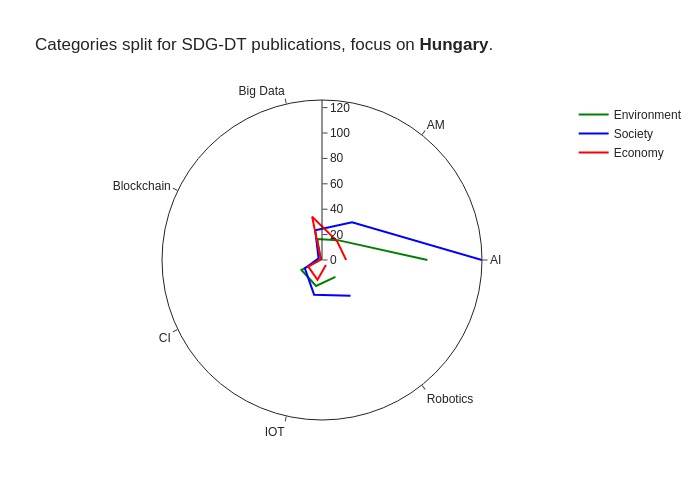 Categories split for SDG-DT publications, focus on Hungary.
Big Data
120
AM
100
80
60
40
20
0
Blockchain
AI
CI
Robotics
IOT
Environment
Society
Economy